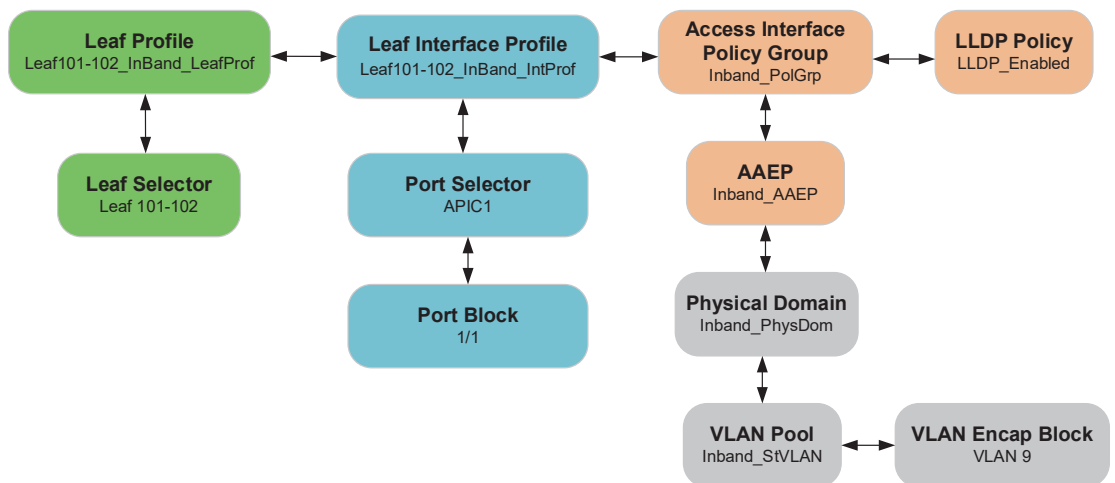 Leaf Profile
Leaf101-102_InBand_LeafProf
Leaf Interface Profile
Leaf101-102_InBand_IntProf
Access Interface
Policy Group
Inband_PolGrp
LLDP Policy
LLDP_Enabled
Leaf Selector
Leaf 101-102
Port Selector
APIC1
AAEP
Inband_AAEP
Port Block
1/1
Physical Domain
Inband_PhysDom
VLAN Pool
Inband_StVLAN
VLAN Encap Block
VLAN 9